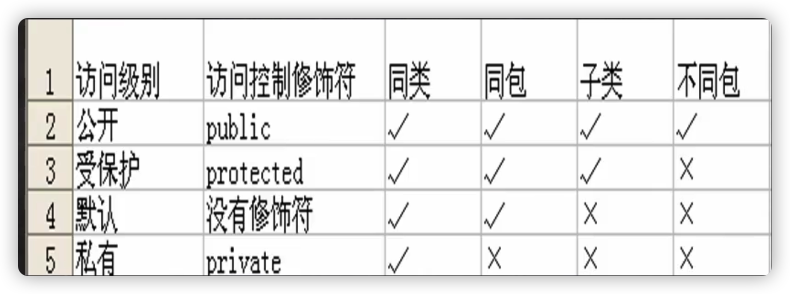 1 访问级别 访问控制修饰符 同类 同包 子类 不同包
2 公开 public √ √ √ √
3 受保护 protected √ √ √ ×
4 默认 没有修饰符 √ √ × ×
5 私有 private √ × × ×